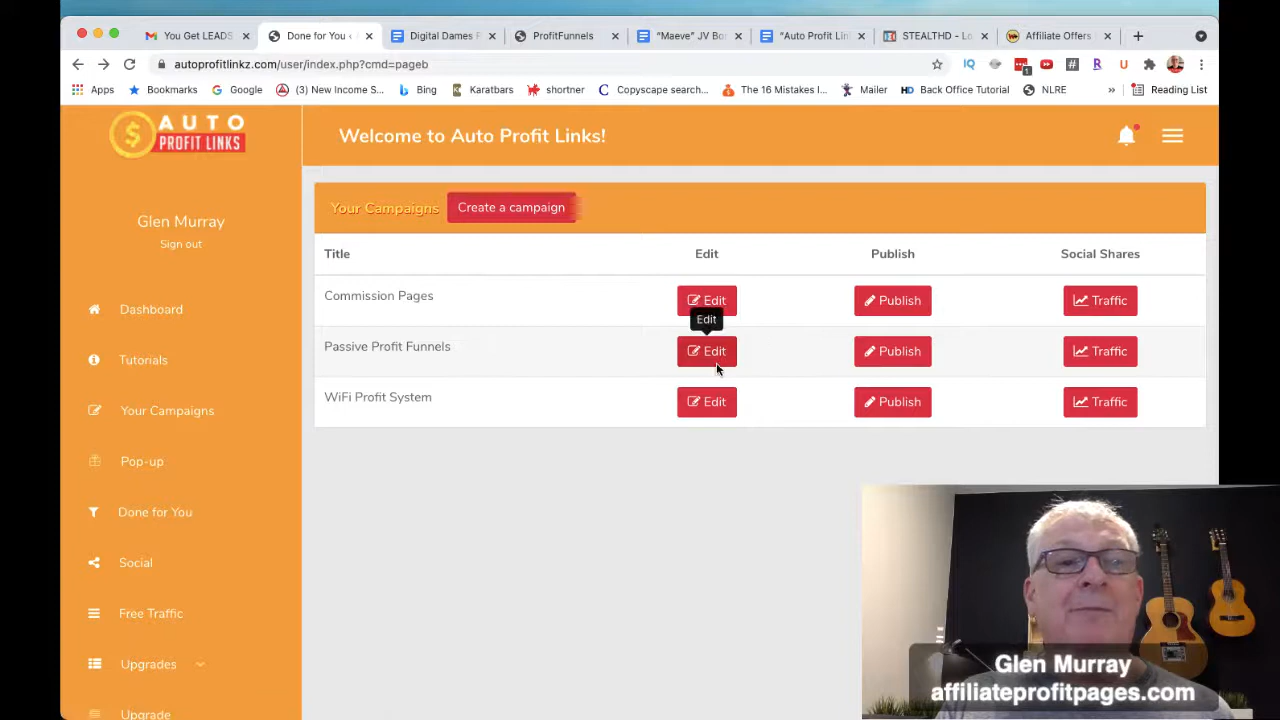 You Get LEADS
Done for You ‹
Digital Dames F
ProfitFunnels
"Maeve" JV Bo
"Auto Profit Lin
STEALTHD - Lo
Affiliate Offers
autoprofitlinkz.com/user/index.php?cmd=pageb
Apps
Bookmarks
Google
(3) New Income S...
Bing
Karatbars
shortner
Copyscape search...
The 16 Mistakes I...
Mailer
HD Back Office Tutorial
NLRE
»
Reading List
AUTO
PROFIT LINKS
Welcome to Auto Profit Links!
Glen Murray
Sign out
Dashboard
Tutorials
Your Campaigns
Pop-up
Done for You
Social
Free Traffic
Upgrades
Upgrade
Your Campaigns
Create a campaign
Title Edit Publish Social Shares
Commission Pages Edit Publish Traffic
Edit
Passive Profit Funnels Edit Publish Traffic
WiFi Profit System Edit Publish Traffic
Glen Murray
affiliateprofitpages.com